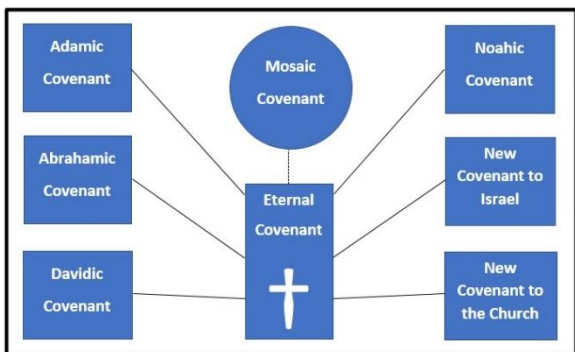 Adamic
Covenant
Mosaic
Covenant
Noahic
Covenant
Abrahamic
Covenant
Eternal
Covenant
New
Covenant to
Israel
Davidic
Covenant
New
Covenant to
the Church